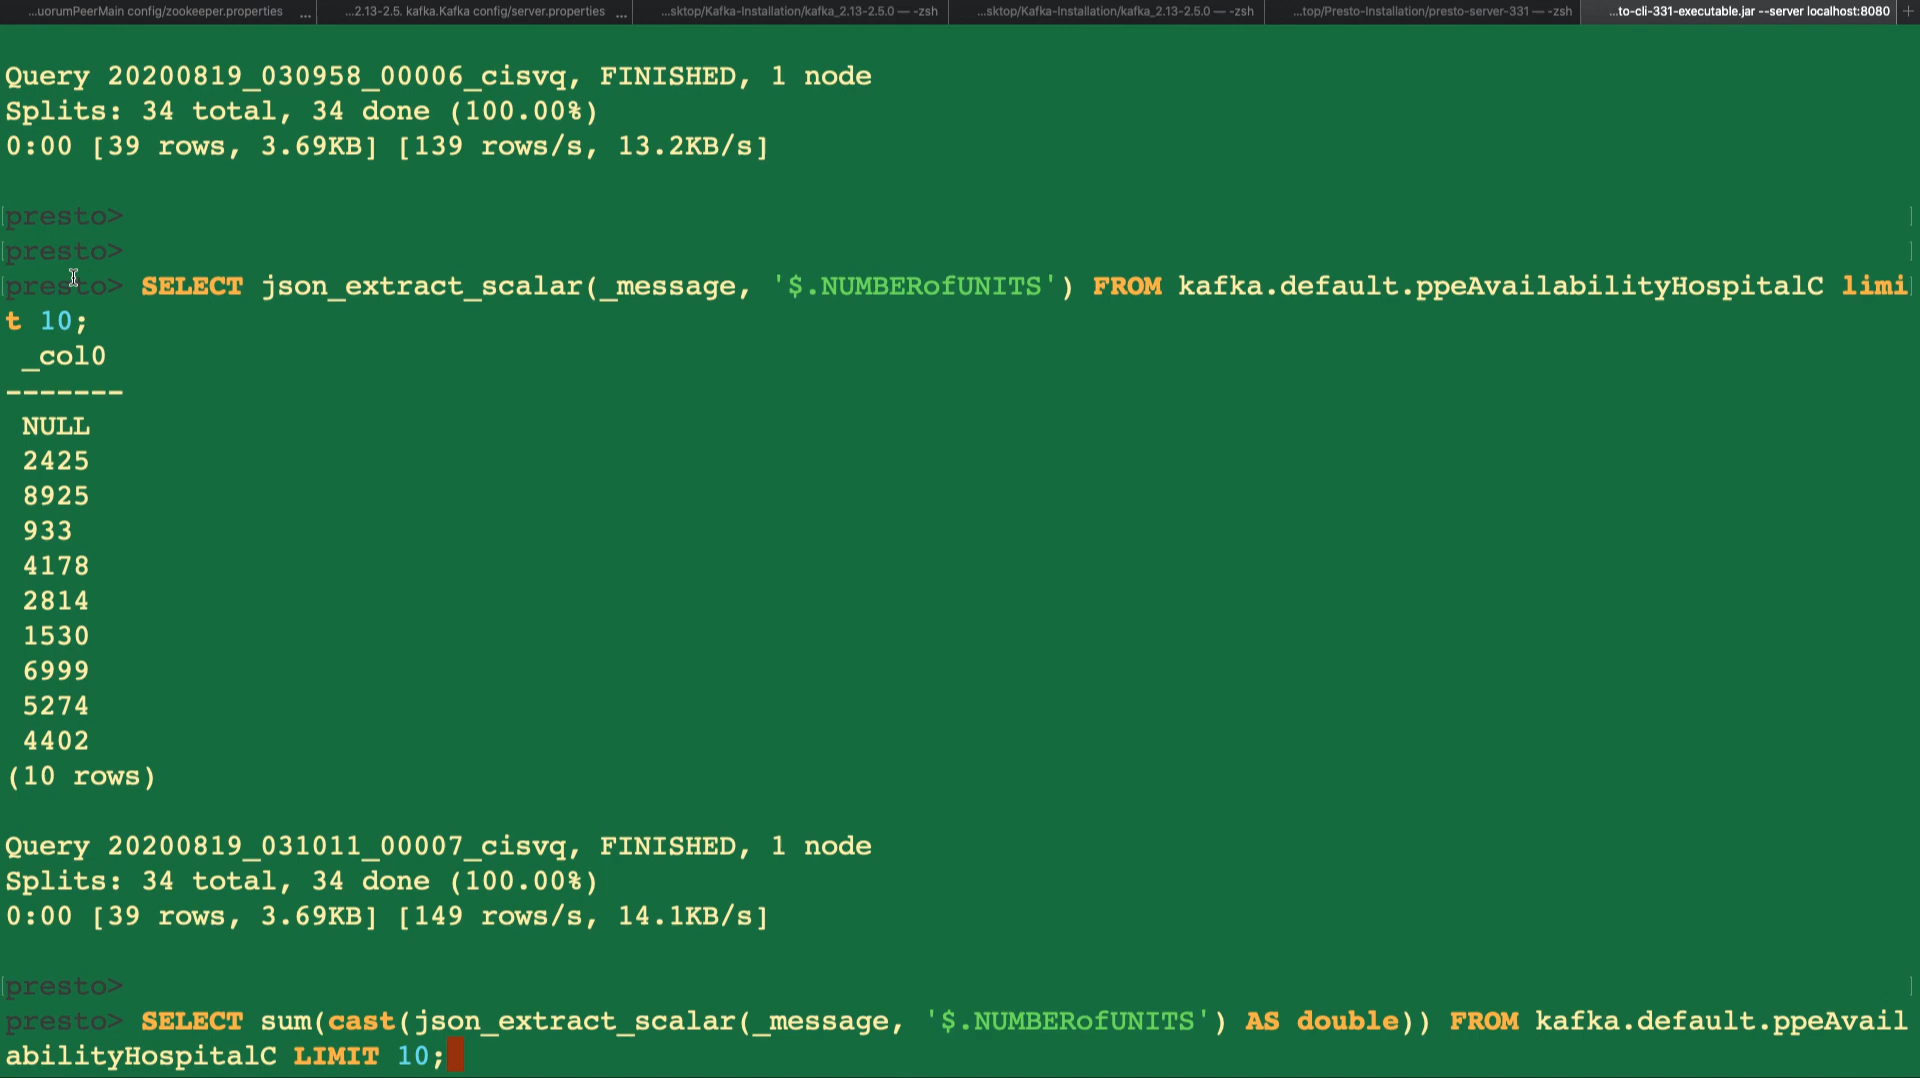 ...uorumPeerMain config/zookeeper.properties ... ...2.13-2.5. kafka.Kafka config/server.properties ... ...sktop/Kafka-Installation/kafka_2.13-2.5.0 — -zsh ...sktop/Kafka-Installation/kafka_2.13-2.5.0 — -zsh ...top/Presto-Installation/presto-server-331 — -zsh ...to-cli-331-executable.jar --server localhost:8080 +
Query 20200819_030958_00006_cisvq, FINISHED, 1 node
Splits: 34 total, 34 done (100.00%)
0:00 [39 rows, 3.69KB] [139 rows/s, 13.2KB/s]
presto>
presto>
presto> SELECT json_extract_scalar(_message, '$.NUMBERofUNITS') FROM kafka.default.ppeAvailabilityHospitalC limi
t 10;
_col0
-------
NULL
2425
8925
933
4178
2814
1530
6999
5274
4402
(10 rows)
Query 20200819_031011_00007_cisvq, FINISHED, 1 node
Splits: 34 total, 34 done (100.00%)
0:00 [39 rows, 3.69KB] [149 rows/s, 14.1KB/s]
presto>
presto> SELECT sum(cast(json_extract_scalar(_message, '$.NUMBERofUNITS') AS double)) FROM kafka.default.ppeAvail
abilityHospitalC LIMIT 10;